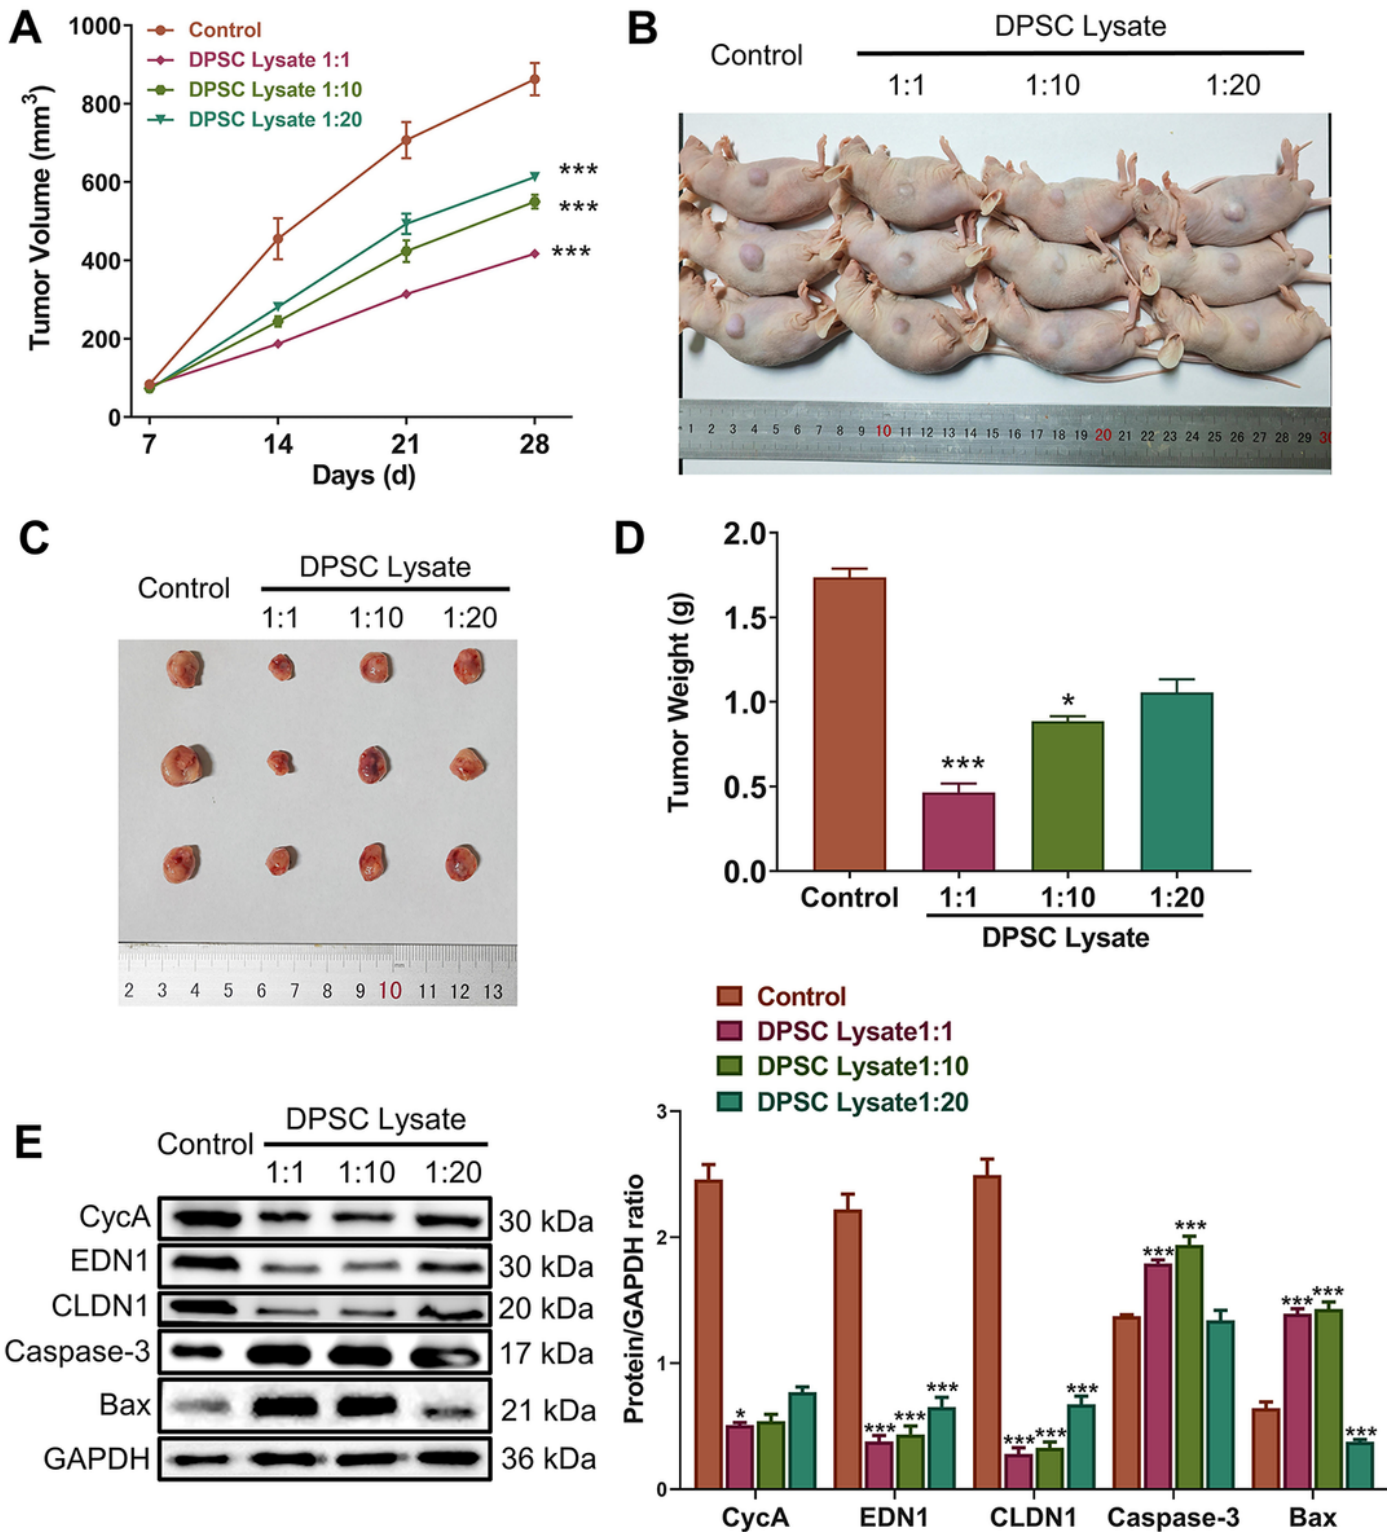 A
1000
800
600
400
200
0
Tumor Volume (mm3)
Control
DPSC Lysate 1:1
DPSC Lysate 1:10
DPSC Lysate 1:20
***
***
***
7 14 21 28
Days (d)
B
Control
DPSC Lysate
1:1 1:10 1:20
1 2 3 4 5 6 7 8 9 10 11 12 13 14 15 16 17 18 19 20 21 22 23 24 25 26 27 28 29 30
C
Control
DPSC Lysate
1:1 1:10 1:20
2 3 4 5 6 7 8 9 10 11 12 13
D
2.0
1.5
1.0
0.5
0.0
Tumor Weight (g)
***
*
Control 1:1 1:10 1:20
DPSC Lysate
E
Control
DPSC Lysate
1:1 1:10 1:20
CycA 30 kDa
EDN1 30 kDa
CLDN1 20 kDa
Caspase-3 17 kDa
Bax 21 kDa
GAPDH 36 kDa
Control
DPSC Lysate1:1
DPSC Lysate1:10
DPSC Lysate1:20
3
2
1
0
Protein/GAPDH ratio
*
*** *** ***
*** *** ***
*** ***
*** *** ***
CycA EDN1 CLDN1 Caspase-3 Bax